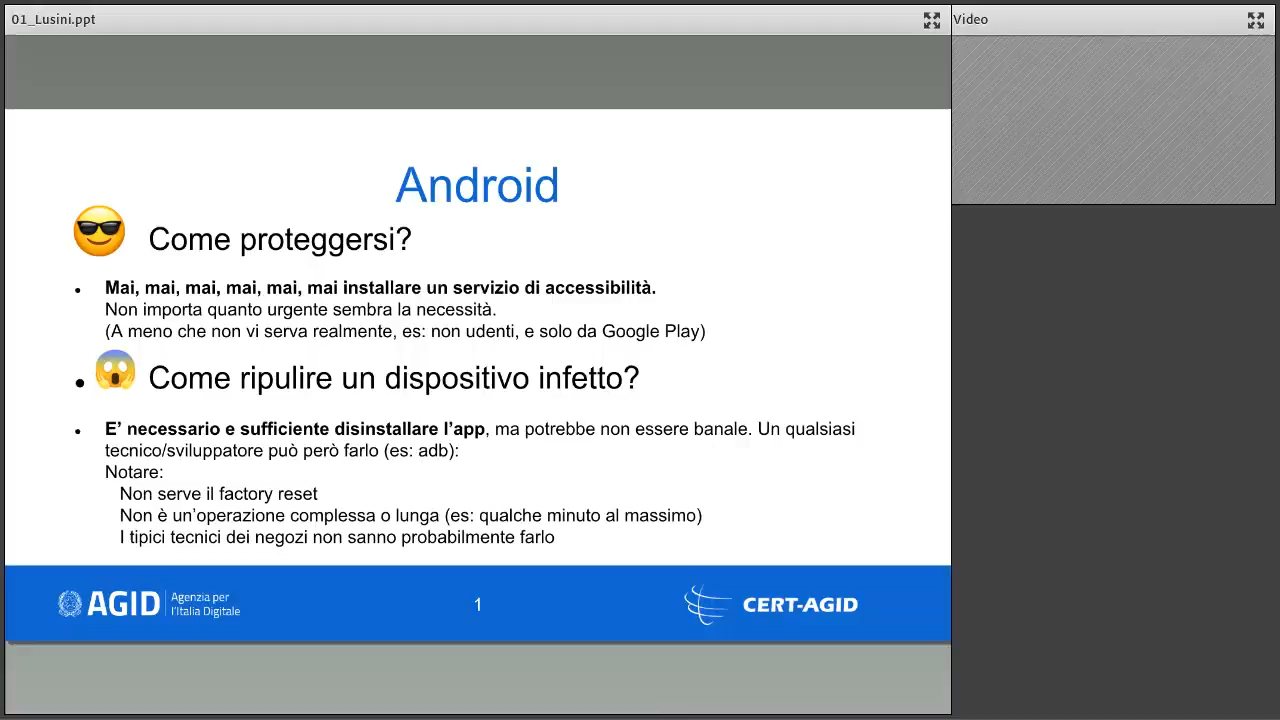 01_Lusini.ppt
Video
Android
Come proteggersi?
• Mai, mai, mai, mai, mai, mai installare un servizio di accessibilità.
Non importa quanto urgente sembra la necessità.
(A meno che non vi serva realmente, es: non udenti, e solo da Google Play)
• Come ripulire un dispositivo infetto?
• E’ necessario e sufficiente disinstallare l’app, ma potrebbe non essere banale. Un qualsiasi
tecnico/sviluppatore può però farlo (es: adb):
Notare:
Non serve il factory reset
Non è un’operazione complessa o lunga (es: qualche minuto al massimo)
I tipici tecnici dei negozi non sanno probabilmente farlo
AGID
Agenzia per
l’Italia Digitale
1
CERT-AGID